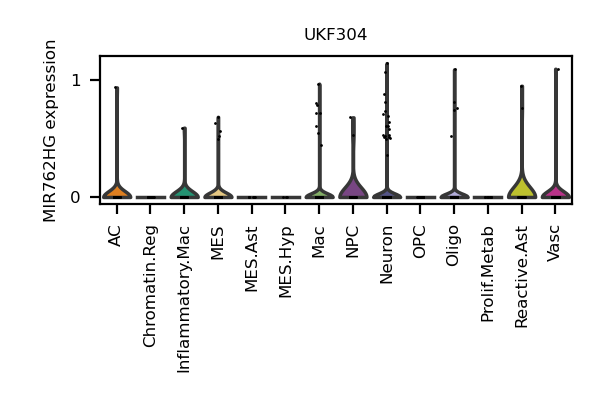 UKF304
MIR762HG expression
1
0
AC
Chromatin.Reg
Inflammatory.Mac
MES
MES.Ast
MES.Hyp
Mac
NPC
Neuron
OPC
Oligo
Prolif.Metab
Reactive.Ast
Vasc